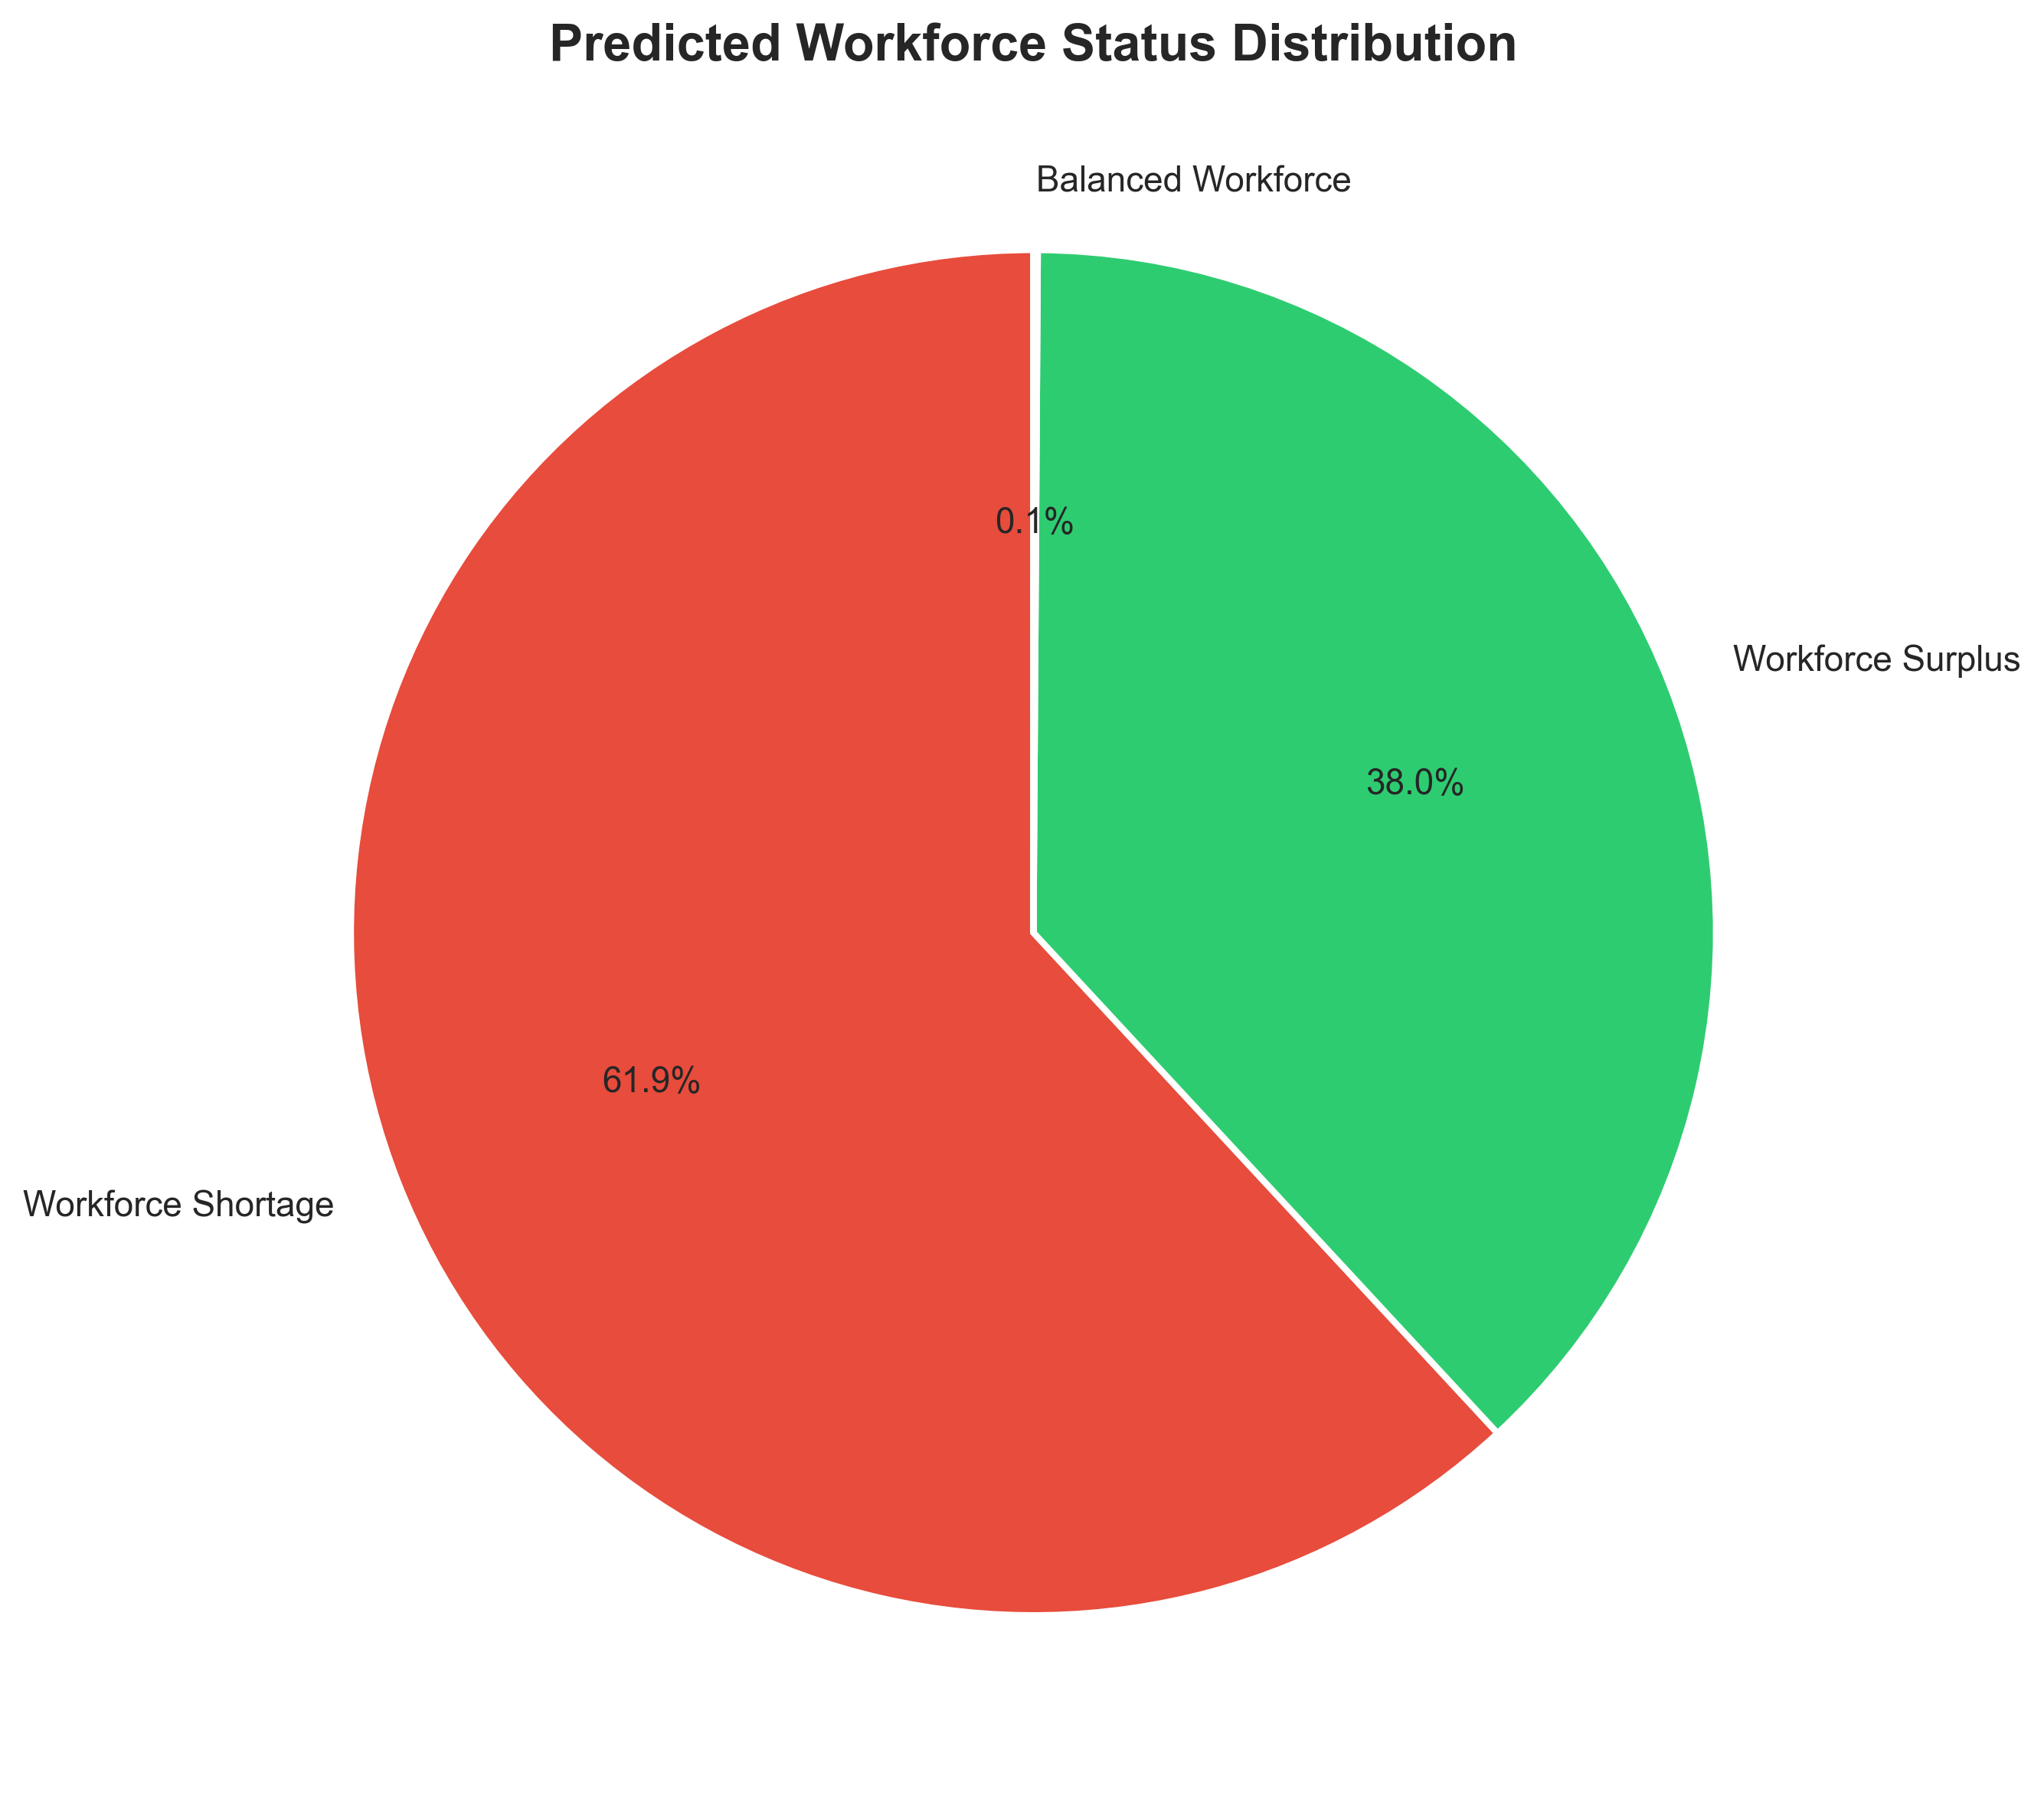 Predicted Workforce Status Distribution
Balanced Workforce
0.1%
Workforce Surplus
38.0%
61.9%
Workforce Shortage